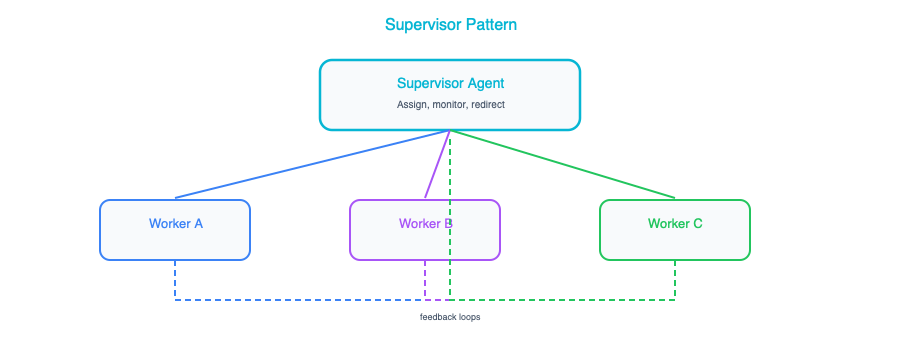 Supervisor Pattern
Supervisor Agent
Assign, monitor, redirect
Worker A
Worker B
Worker C
feedback loops